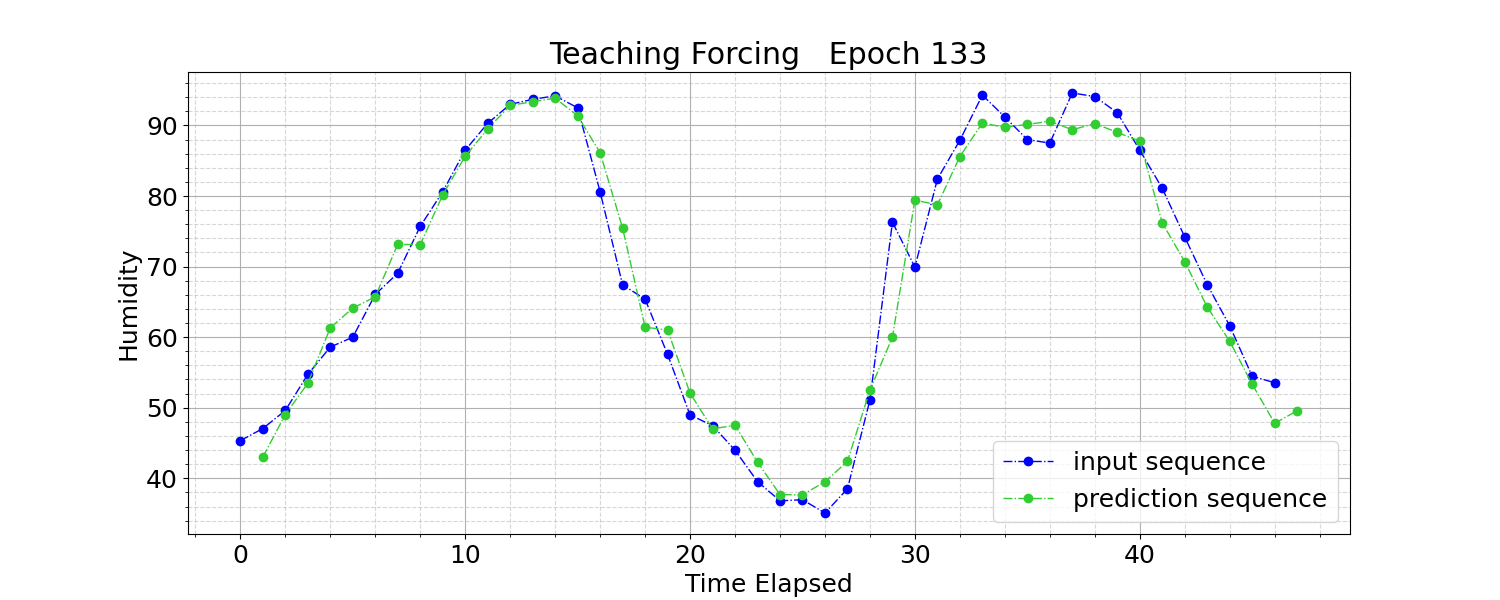 Teaching Forcing   Epoch 133
Humidity
90
80
70
60
50
40
0 10 20 30 40
Time Elapsed
input sequence
prediction sequence